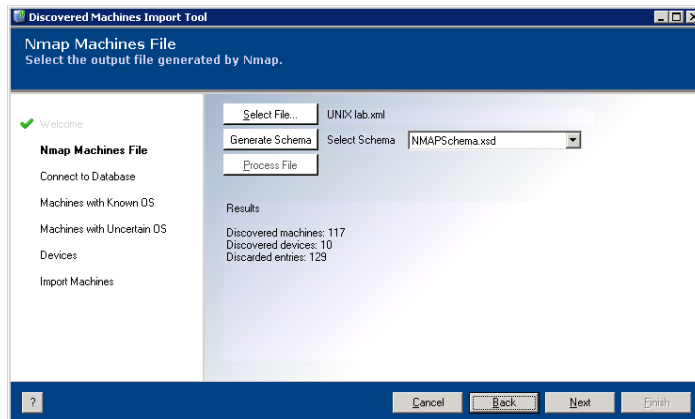 Discovered Machines Import Tool
Nmap Machines File
Select the output file generated by Nmap.
Welcome
Nmap Machines File
Connect to Database
Machines with Known OS
Machines with Uncertain OS
Devices
Import Machines
Select File... UNIX lab.xml
Generate Schema Select Schema NMAPSchema.xsd
Process File
Results
Discovered machines: 117
Discovered devices: 10
Discarded entries: 129
? Cancel Back Next Finish